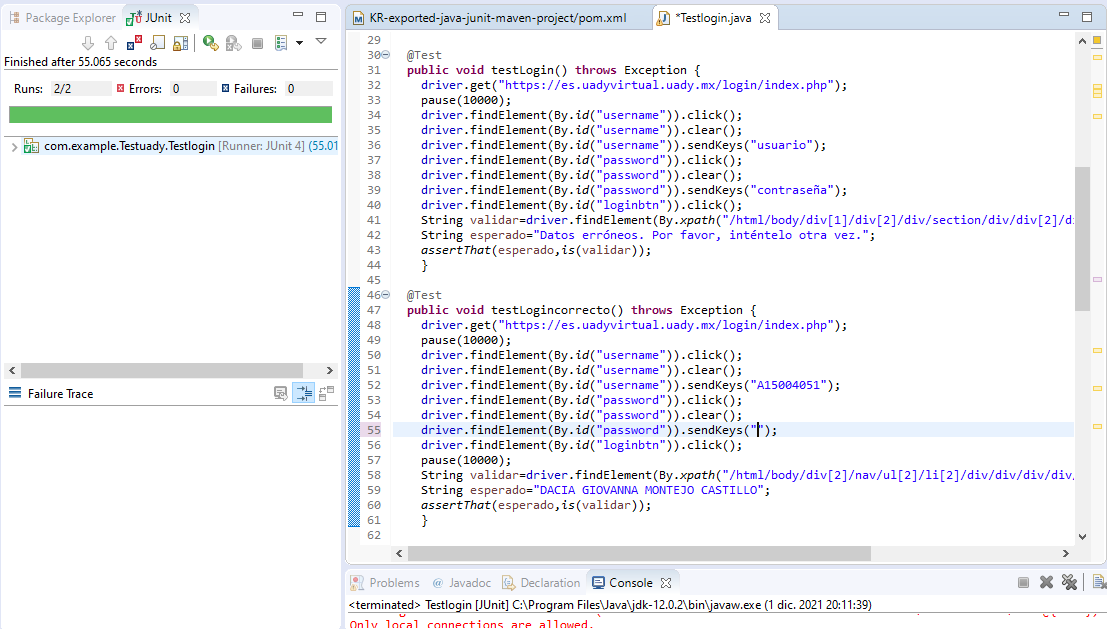 Package Explorer JUnit
Finished after 55.065 seconds
Runs: 2/2 Errors: 0 Failures: 0
com.example.Testuady.Testlogin [Runner: JUnit 4] (55.01
Failure Trace
KR-exported-java-junit-maven-project/pom.xml *Testlogin.java
29
30 @Test
31 public void testLogin() throws Exception {
32 driver.get("https://es.uadyvirtual.uady.mx/login/index.php");
33 pause(10000);
34 driver.findElement(By.id("username")).click();
35 driver.findElement(By.id("username")).clear();
36 driver.findElement(By.id("username")).sendKeys("usuario");
37 driver.findElement(By.id("password")).click();
38 driver.findElement(By.id("password")).clear();
39 driver.findElement(By.id("password")).sendKeys("contraseña");
40 driver.findElement(By.id("loginbtn")).click();
41 String validar=driver.findElement(By.xpath("/html/body/div[1]/div[2]/div/section/div/div[2]/d
42 String esperado="Datos erróneos. Por favor, inténtelo otra vez.";
43 assertThat(esperado,is(validar));
44 }
45
46 @Test
47 public void testLogincorrecto() throws Exception {
48 driver.get("https://es.uadyvirtual.uady.mx/login/index.php");
49 pause(10000);
50 driver.findElement(By.id("username")).click();
51 driver.findElement(By.id("username")).clear();
52 driver.findElement(By.id("username")).sendKeys("A15004051");
53 driver.findElement(By.id("password")).click();
54 driver.findElement(By.id("password")).clear();
55 driver.findElement(By.id("password")).sendKeys("");
56 driver.findElement(By.id("loginbtn")).click();
57 pause(10000);
58 String validar=driver.findElement(By.xpath("/html/body/div[2]/nav/ul[2]/li[2]/div/div/div/div,
59 String esperado="DACIA GIOVANNA MONTEJO CASTILLO";
60 assertThat(esperado,is(validar));
61 }
62
Problems @ Javadoc Declaration Console
<terminated> Testlogin [JUnit] C:\Program Files\Java\jdk-12.0.2\bin\javaw.exe (1 dic. 2021 20:11:39)
Only local connections are allowed.